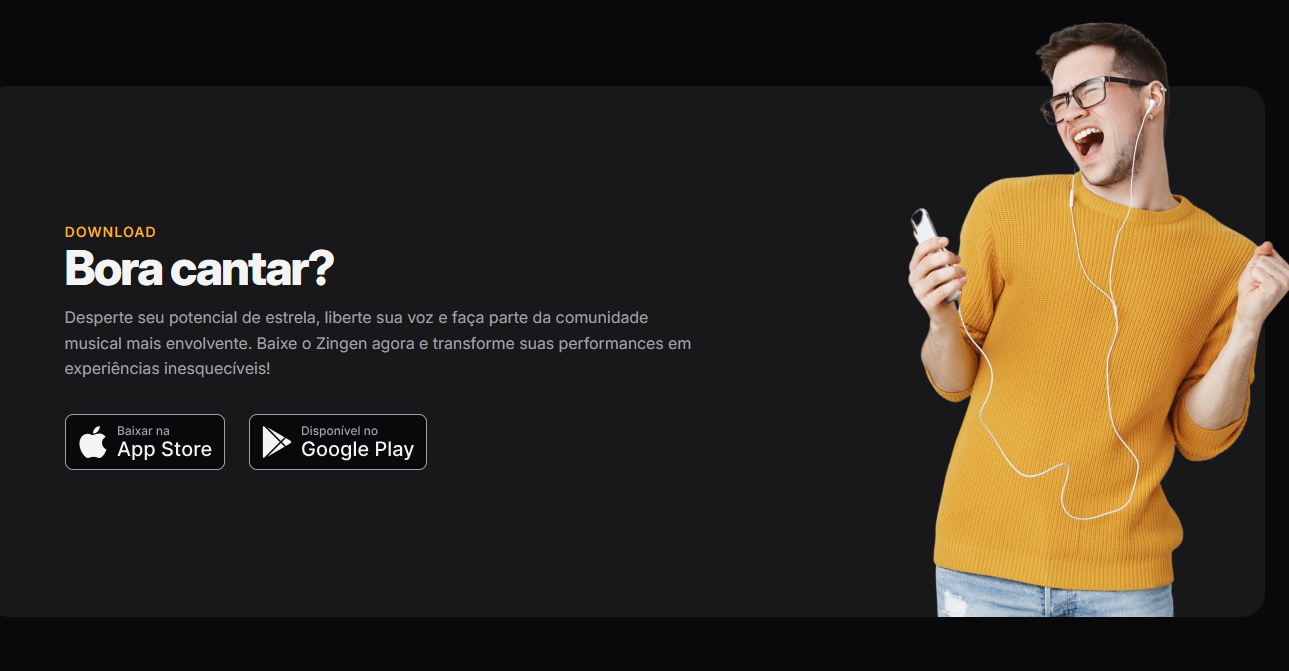 DOWNLOAD
Bora cantar?
Desperte seu potencial de estrela, liberte sua voz e faça parte da comunidade
musical mais envolvente. Baixe o Zingen agora e transforme suas performances em
experiências inesquecíveis!
Baixar na
App Store
Disponível no
Google Play